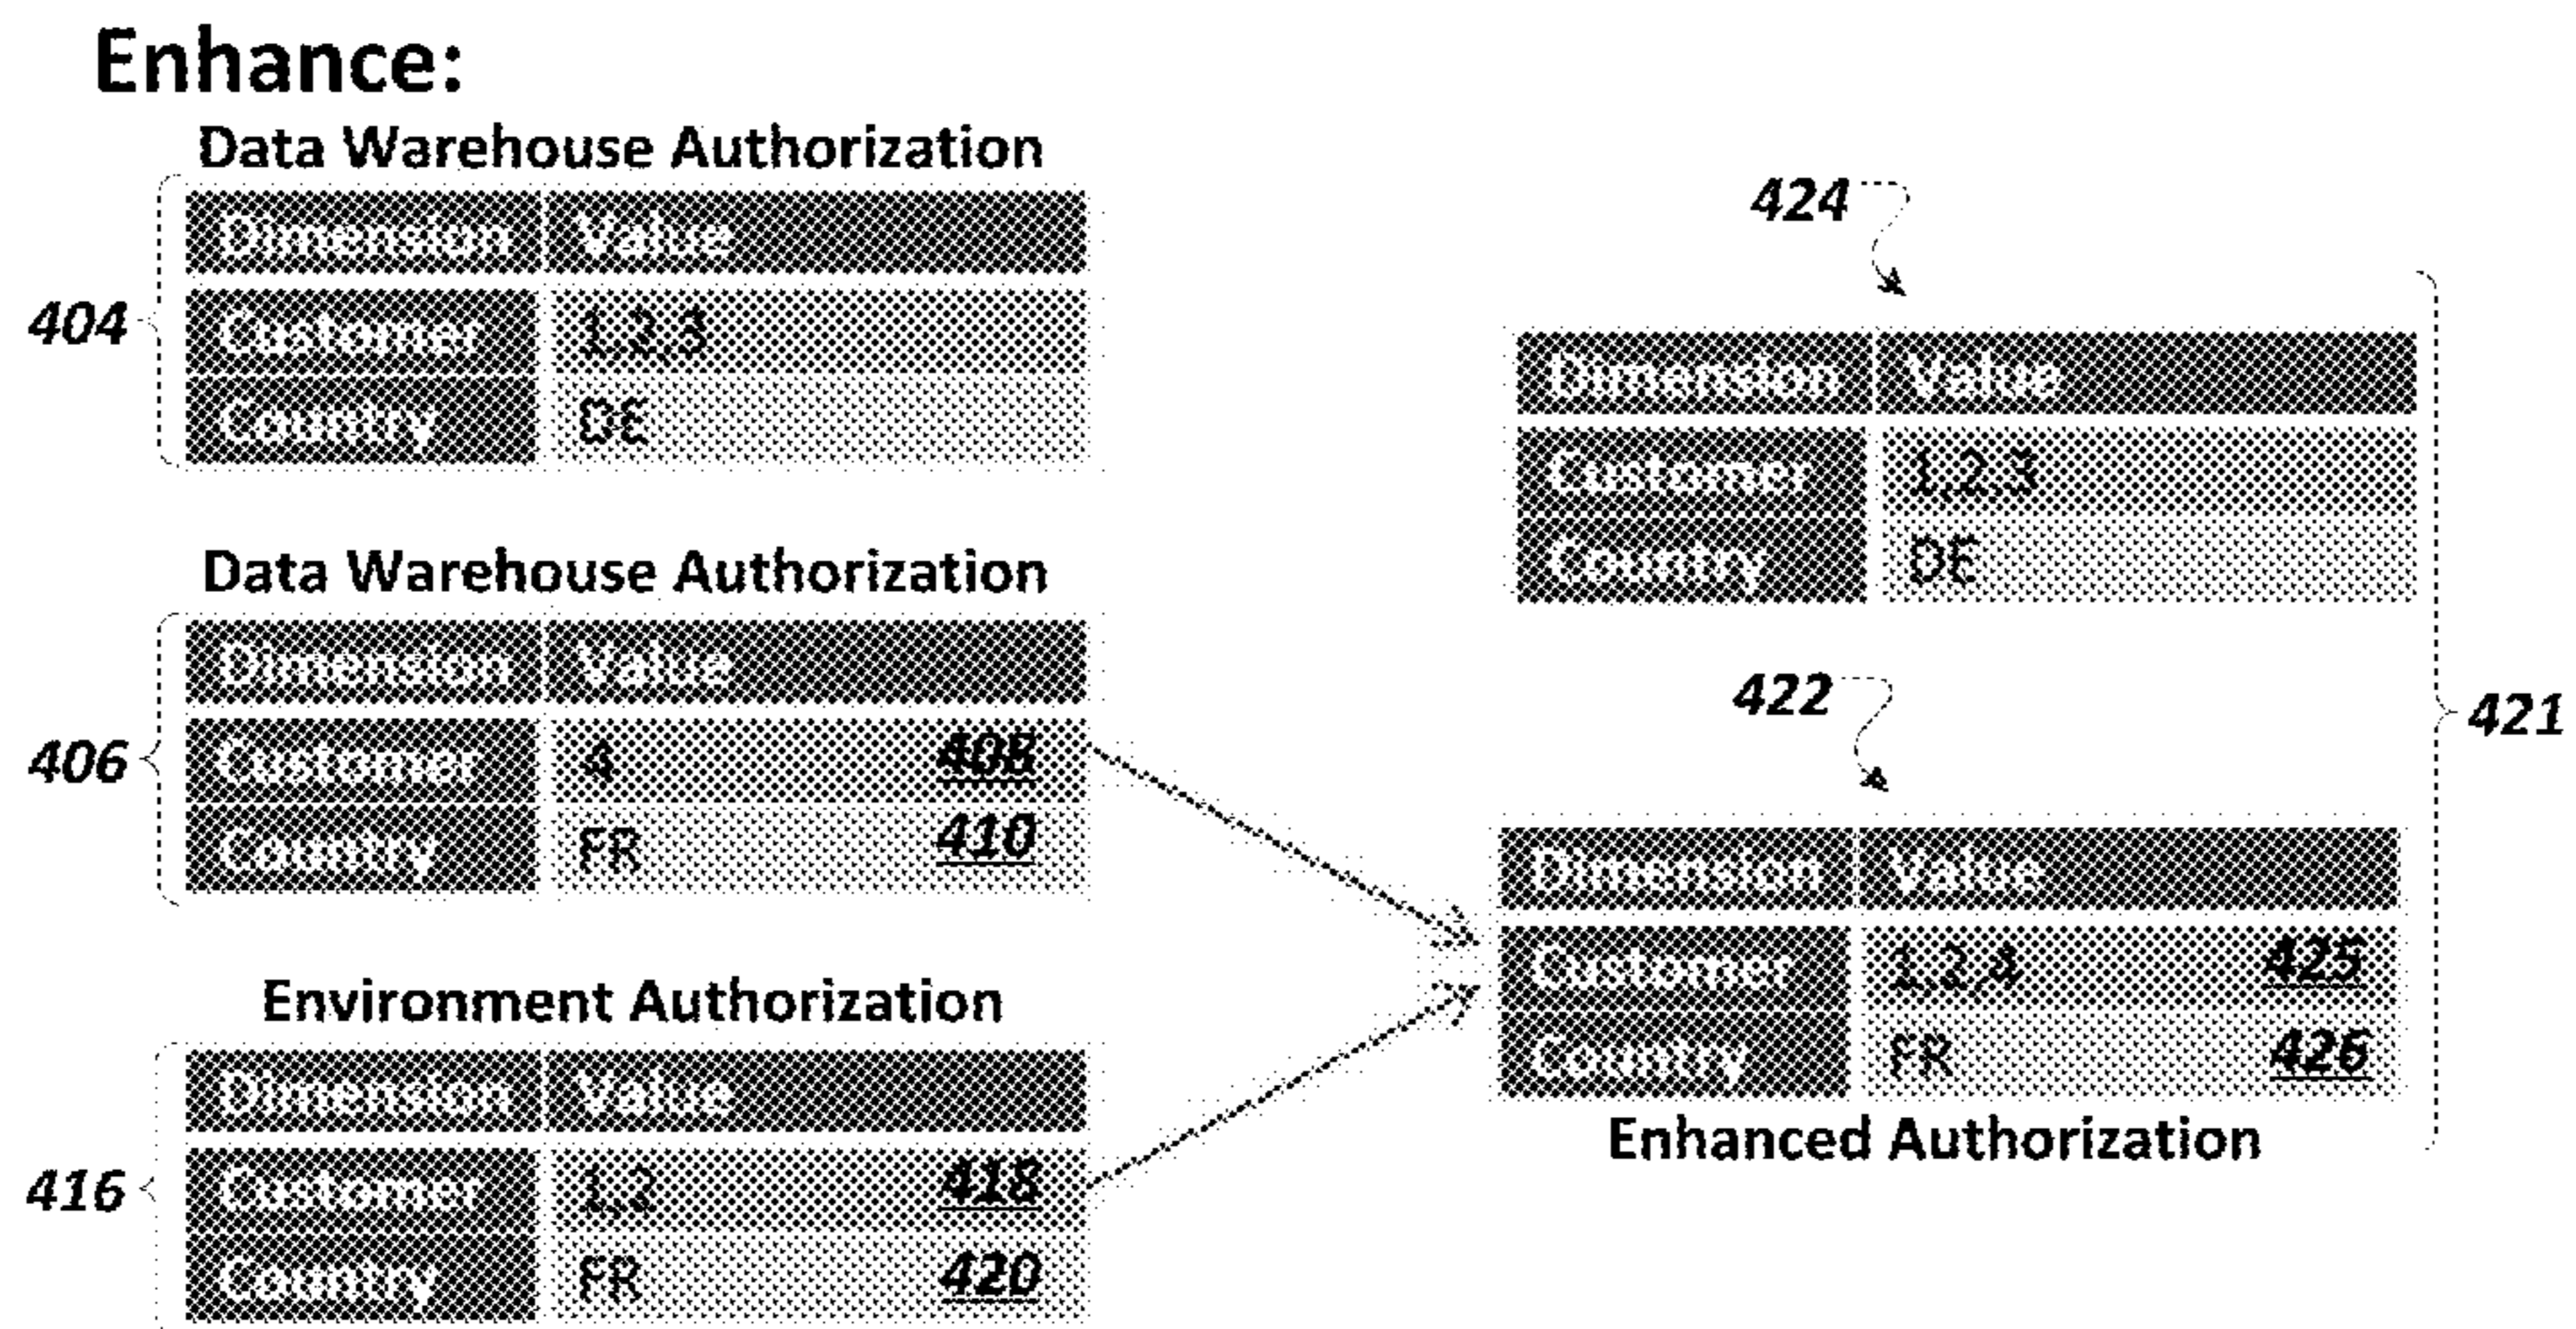 Enhance:
Data Warehouse Authorization
404
Dimension Value
Customer 1,2,3
Country DE
Data Warehouse Authorization
406
Dimension Value
Customer 4 408
Country FR 410
Environment Authorization
416
Dimension Value
Customer 1,2 418
Country FR 420
424
Dimension Value
Customer 1,2,3
Country DE
422
421
Dimension Value
Customer 1,2,4 425
Country FR 426
Enhanced Authorization